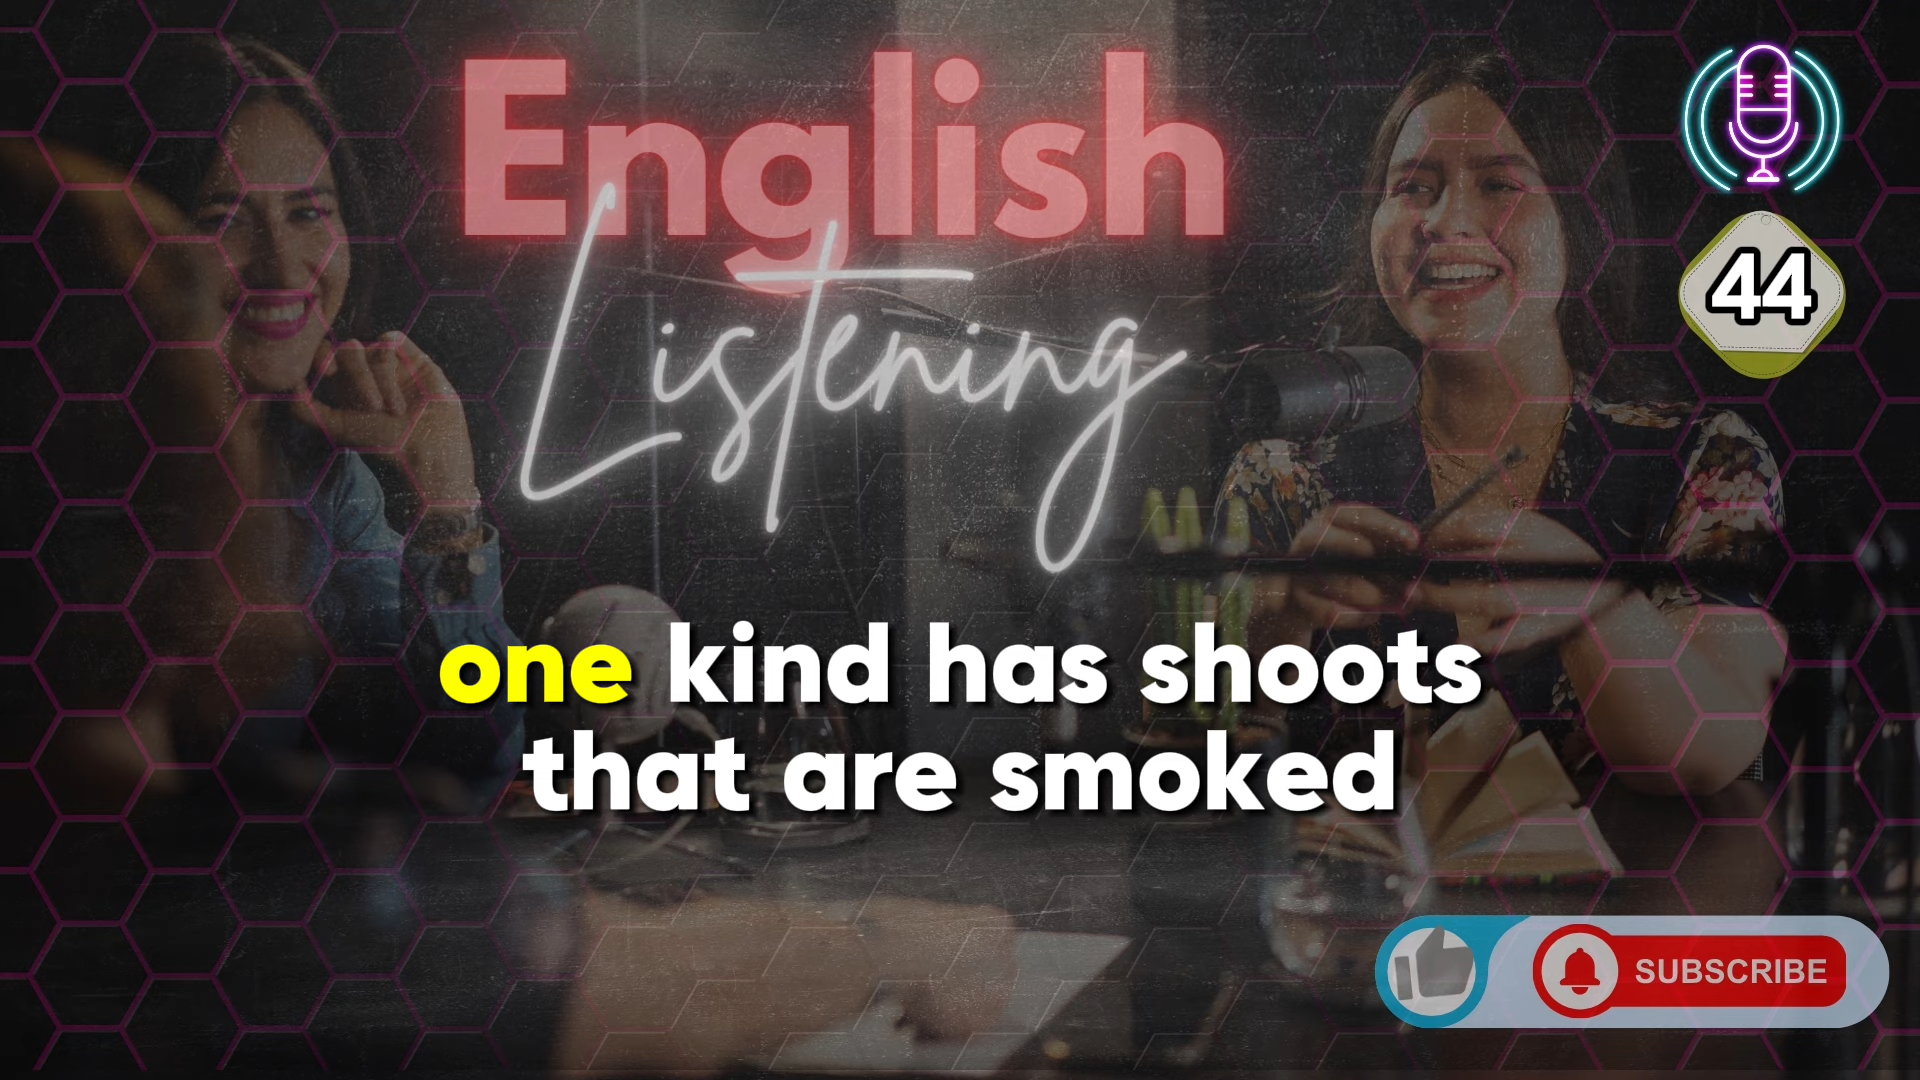 English
Listening
44
one kind has shoots
that are smoked
SUBSCRIBE